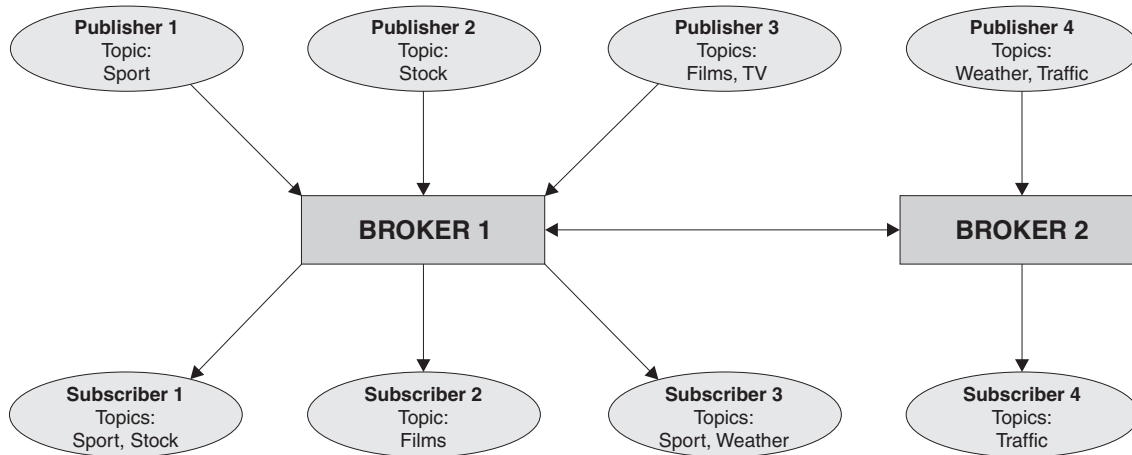 Publisher 1
Topic:
Sport
Publisher 2
Topic:
Stock
Publisher 3
Topics:
Films, TV
Publisher 4
Topics:
Weather, Traffic
BROKER 1
BROKER 2
Subscriber 1
Topics:
Sport, Stock
Subscriber 2
Topic:
Films
Subscriber 3
Topics:
Sport, Weather
Subscriber 4
Topics:
Traffic